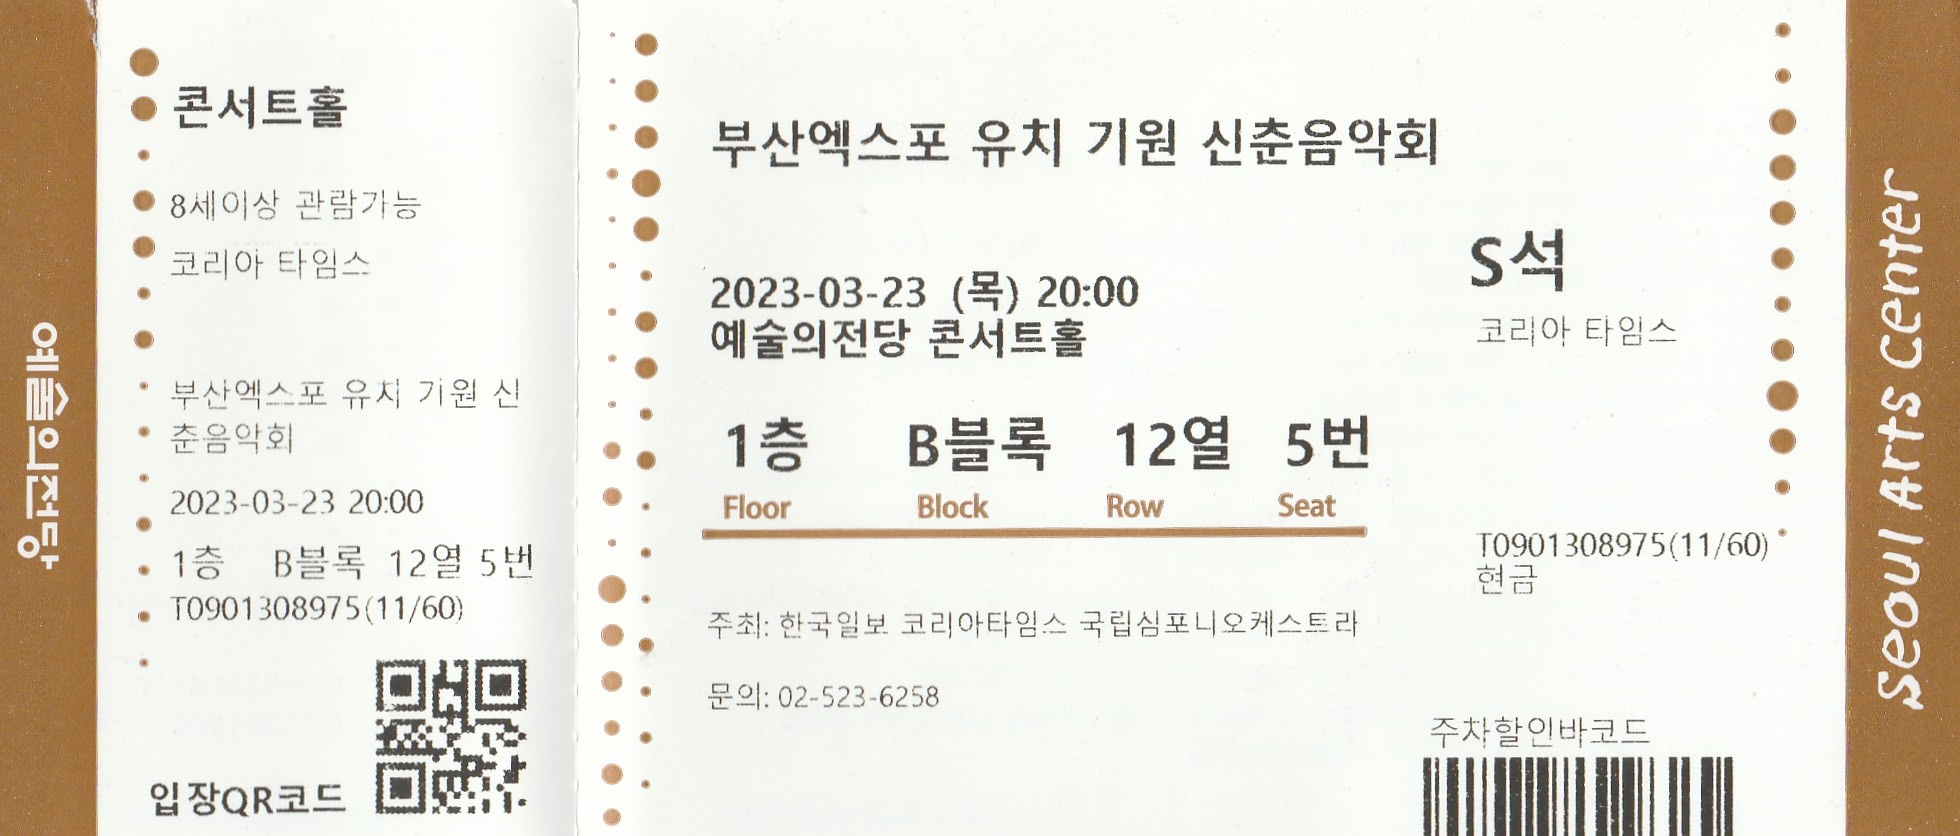 예술의전당
콘서트홀
8세이상 관람가능
코리아 타임스
부산엑스포 유치 기원 신
춘음악회
2023-03-23 20:00
1층 B블록 12열 5번
T0901308975(11/60)
입장QR코드
부산엑스포 유치 기원 신춘음악회
S석
코리아 타임스
2023-03-23 (목) 20:00
예술의전당 콘서트홀
1층 B블록 12열 5번
Floor Block Row Seat
T0901308975(11/60)
현금
주최: 한국일보 코리아타임스 국립심포니오케스트라
문의: 02-523-6258
주차할인바코드
Seoul Arts Center